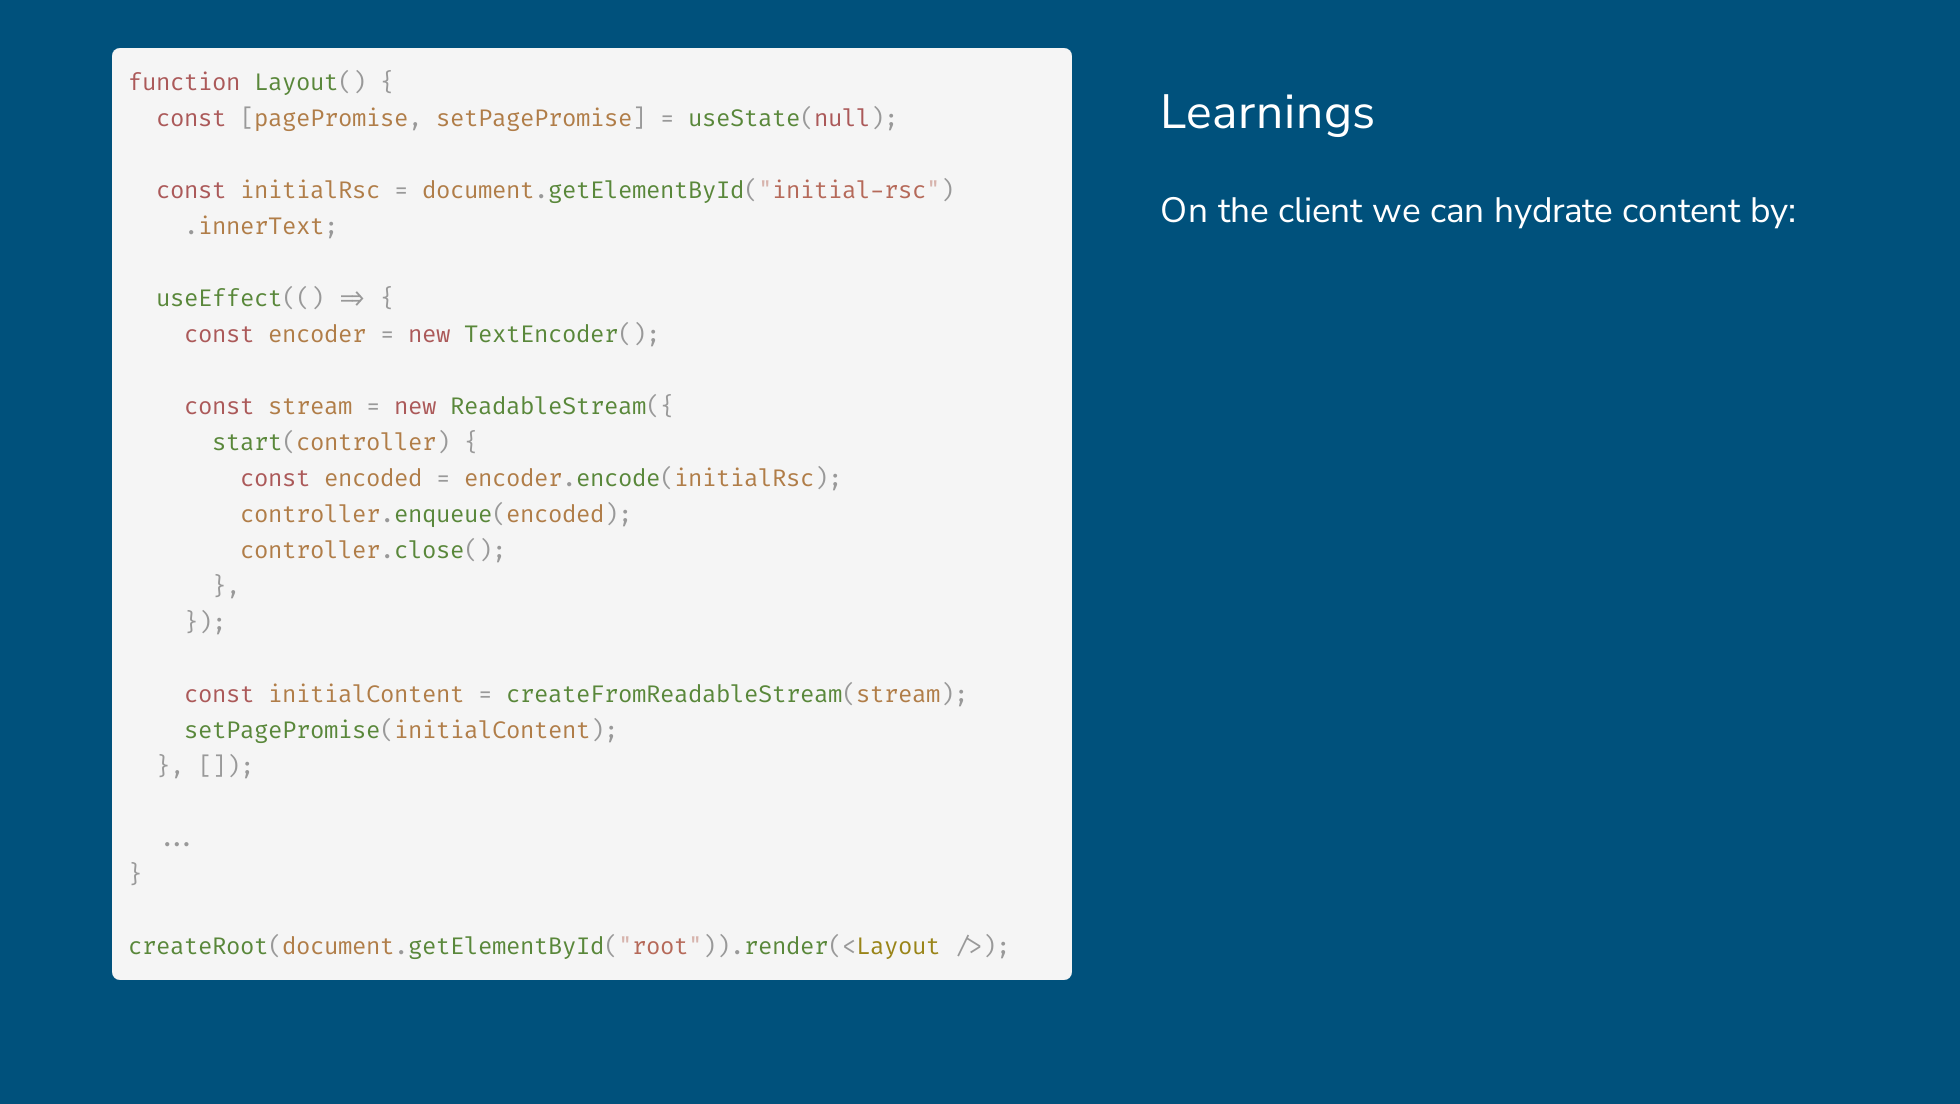 function Layout() {
  const [pagePromise, setPagePromise] = useState(null);
  const initialRsc = document.getElementById("initial-rsc")
    .innerText;
  useEffect(() => {
    const encoder = new TextEncoder();
    const stream = new ReadableStream({
      start(controller) {
        const encoded = encoder.encode(initialRsc);
        controller.enqueue(encoded);
        controller.close();
      },
    });
    const initialContent = createFromReadableStream(stream);
    setPagePromise(initialContent);
  }, []);
  ...
}
createRoot(document.getElementById("root")).render(<Layout />);
Learnings
On the client we can hydrate content by: